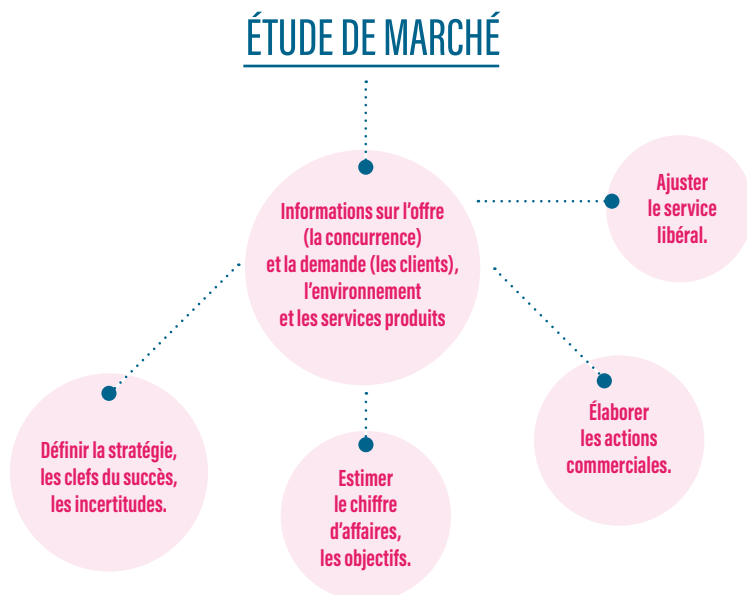 ÉTUDE DE MARCHÉ
Informations sur l'offre
(la concurrence)
et la demande (les clients),
l'environnement
et les services produits
Ajuster
le service
libéral.
Définir la stratégie,
les clefs du succès,
les incertitudes.
Estimer
le chiffre
d'affaires,
les objectifs.
Élaborer
les actions
commerciales.